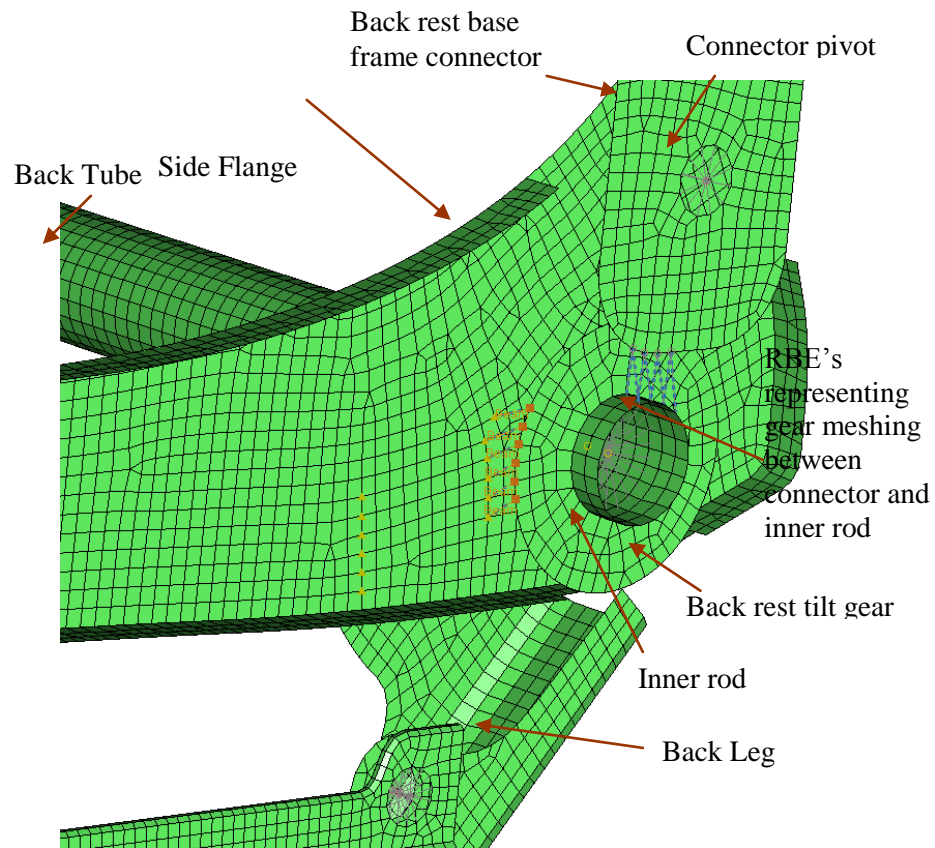 Back rest base
frame connector
Connector pivot
Back Tube
Side Flange
RBE's
representing
gear meshing
between
connector and
inner rod
Back rest tilt gear
Inner rod
Back Leg